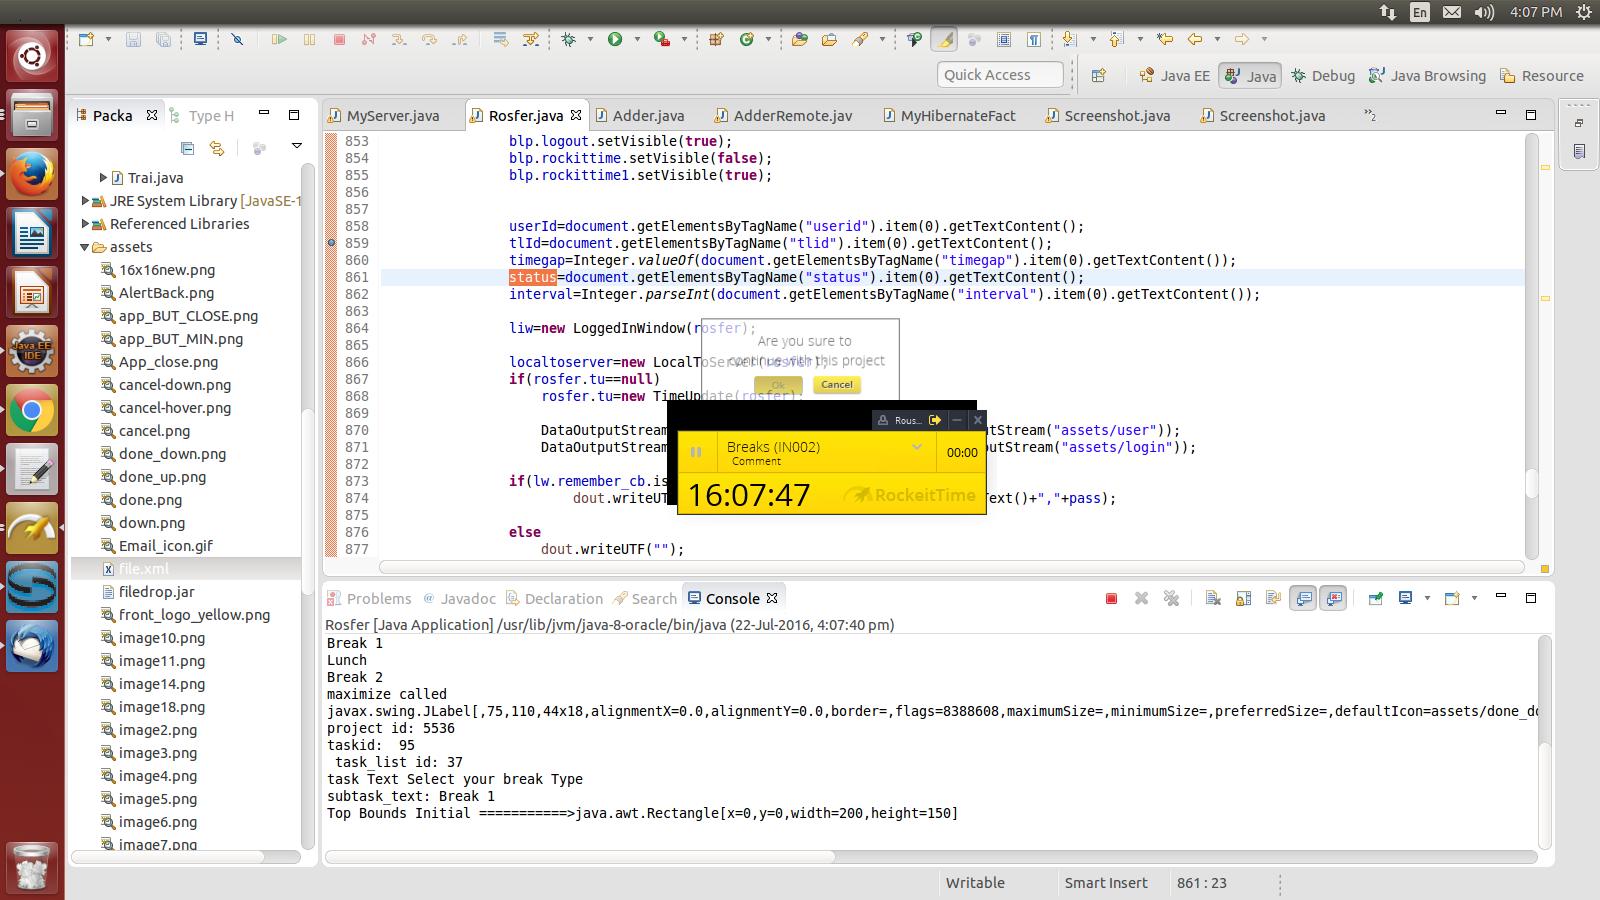 En 4:07 PM
Quick Access
Java EE Java Debug Java Browsing Resource
Packa Type H
MyServer.java Rosfer.java Adder.java AdderRemote.jav MyHibernateFact Screenshot.java Screenshot.java »2
Trai.java
JRE System Library [JavaSE-1
Referenced Libraries
assets
16x16new.png
AlertBack.png
app_BUT_CLOSE.png
app_BUT_MIN.png
App_close.png
cancel-down.png
cancel-hover.png
cancel.png
done_down.png
done_up.png
done.png
down.png
Email_icon.gif
file.xml
filedrop.jar
front_logo_yellow.png
image10.png
image11.png
image14.png
image18.png
image2.png
image3.png
image4.png
image5.png
image6.png
image7.png
853 blp.logout.setVisible(true);
854 blp.rockittime.setVisible(false);
855 blp.rockittime1.setVisible(true);
856
857
858 userId=document.getElementsByTagName("userid").item(0).getTextContent();
859 tlId=document.getElementsByTagName("tlid").item(0).getTextContent();
860 timegap=Integer.valueOf(document.getElementsByTagName("timegap").item(0).getTextContent());
861 status=document.getElementsByTagName("status").item(0).getTextContent();
862 interval=Integer.parseInt(document.getElementsByTagName("interval").item(0).getTextContent());
863
864 liw=new LoggedInWindow(rosfer);
865
866 localtoserver=new LocalToServer(rosfer);
867 if(rosfer.tu==null)
868 rosfer.tu=new TimeUpdate(rosfer);
869
870 DataOutputStream utStream("assets/user"));
871 DataOutputStream utStream("assets/login"));
872
873 if(lw.remember_cb.is
874 dout.writeUT Text()+","+pass);
875
876 else
877 dout.writeUTF("");
Are you sure to
continue with this project
Ok Cancel
Rous...
Breaks (IN002)
Comment
00:00
16:07:47 RockeitTime
Problems Javadoc Declaration Search Console
Rosfer [Java Application] /usr/lib/jvm/java-8-oracle/bin/java (22-Jul-2016, 4:07:40 pm)
Break 1
Lunch
Break 2
maximize called
javax.swing.JLabel[,75,110,44x18,alignmentX=0.0,alignmentY=0.0,border=,flags=8388608,maximumSize=,minimumSize=,preferredSize=,defaultIcon=assets/done_do
project id: 5536
taskid: 95
task_list id: 37
task Text Select your break Type
subtask_text: Break 1
Top Bounds Initial ===========>java.awt.Rectangle[x=0,y=0,width=200,height=150]
Writable Smart Insert 861 : 23